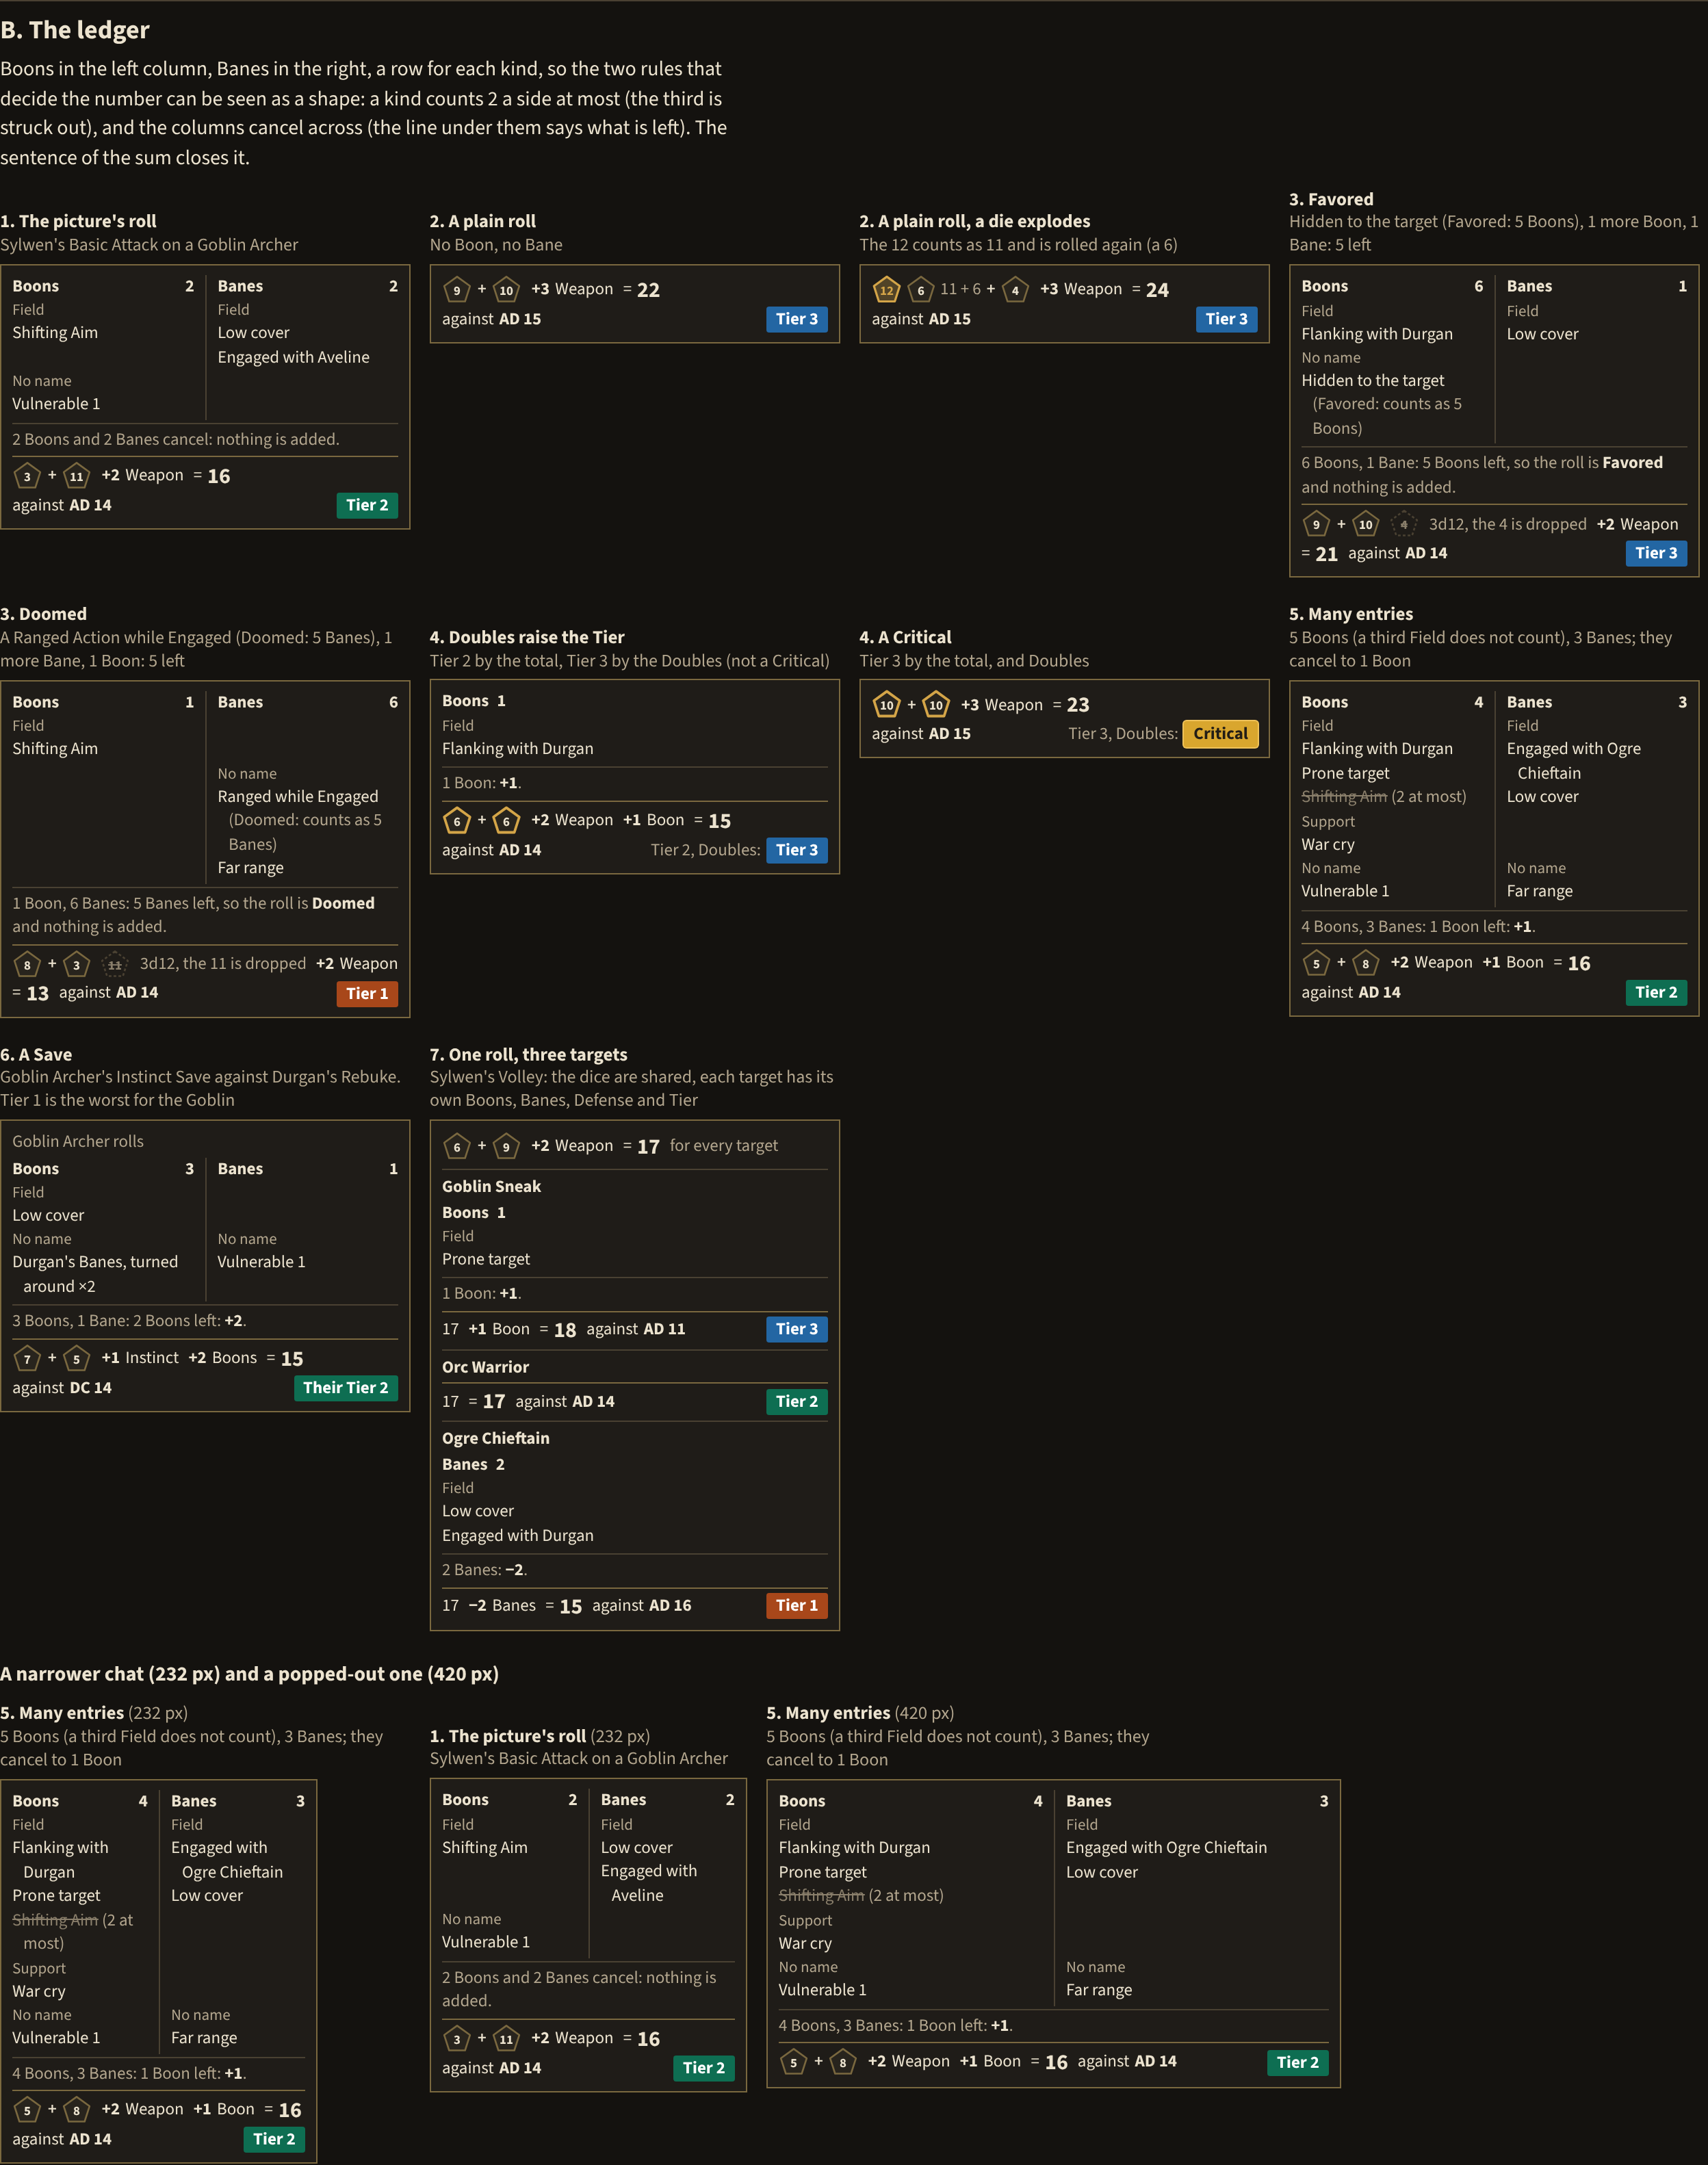 B. The ledger
Boons in the left column, Banes in the right, a row for each kind, so the two rules that
decide the number can be seen as a shape: a kind counts 2 a side at most (the third is
struck out), and the columns cancel across (the line under them says what is left). The
sentence of the sum closes it.
1. The picture's roll
Sylwen's Basic Attack on a Goblin Archer
Boons 2
Field
Shifting Aim
No name
Vulnerable 1
Banes 2
Field
Low cover
Engaged with Aveline
2 Boons and 2 Banes cancel: nothing is added.
3 + 11 +2 Weapon = 16
against AD 14 Tier 2
2. A plain roll
No Boon, no Bane
9 + 10 +3 Weapon = 22
against AD 15 Tier 3
2. A plain roll, a die explodes
The 12 counts as 11 and is rolled again (a 6)
12 6 11 + 6 + 4 +3 Weapon = 24
against AD 15 Tier 3
3. Favored
Hidden to the target (Favored: 5 Boons), 1 more Boon, 1
Bane: 5 left
Boons 6
Field
Flanking with Durgan
No name
Hidden to the target
(Favored: counts as 5
Boons)
Banes 1
Field
Low cover
6 Boons, 1 Bane: 5 Boons left, so the roll is Favored
and nothing is added.
9 + 10 4 3d12, the 4 is dropped +2 Weapon
= 21 against AD 14 Tier 3
3. Doomed
A Ranged Action while Engaged (Doomed: 5 Banes), 1
more Bane, 1 Boon: 5 left
Boons 1
Field
Shifting Aim
Banes 6
No name
Ranged while Engaged
(Doomed: counts as 5
Banes)
Far range
1 Boon, 6 Banes: 5 Banes left, so the roll is Doomed
and nothing is added.
8 + 3 11 3d12, the 11 is dropped +2 Weapon
= 13 against AD 14 Tier 1
4. Doubles raise the Tier
Tier 2 by the total, Tier 3 by the Doubles (not a Critical)
Boons 1
Field
Flanking with Durgan
1 Boon: +1.
6 + 6 +2 Weapon +1 Boon = 15
against AD 14 Tier 2, Doubles: Tier 3
4. A Critical
Tier 3 by the total, and Doubles
10 + 10 +3 Weapon = 23
against AD 15 Tier 3, Doubles: Critical
5. Many entries
5 Boons (a third Field does not count), 3 Banes; they
cancel to 1 Boon
Boons 4
Field
Flanking with Durgan
Prone target
Shifting Aim (2 at most)
Support
War cry
No name
Vulnerable 1
Banes 3
Field
Engaged with Ogre
Chieftain
Low cover
No name
Far range
4 Boons, 3 Banes: 1 Boon left: +1.
5 + 8 +2 Weapon +1 Boon = 16
against AD 14 Tier 2
6. A Save
Goblin Archer's Instinct Save against Durgan's Rebuke.
Tier 1 is the worst for the Goblin
Goblin Archer rolls
Boons 3
Field
Low cover
No name
Durgan's Banes, turned
around ×2
Banes 1
No name
Vulnerable 1
3 Boons, 1 Bane: 2 Boons left: +2.
7 + 5 +1 Instinct +2 Boons = 15
against DC 14 Their Tier 2
7. One roll, three targets
Sylwen's Volley: the dice are shared, each target has its
own Boons, Banes, Defense and Tier
6 + 9 +2 Weapon = 17 for every target
Goblin Sneak
Boons 1
Field
Prone target
1 Boon: +1.
17 +1 Boon = 18 against AD 11 Tier 3
Orc Warrior
17 = 17 against AD 14 Tier 2
Ogre Chieftain
Banes 2
Field
Low cover
Engaged with Durgan
2 Banes: −2.
17 −2 Banes = 15 against AD 16 Tier 1
A narrower chat (232 px) and a popped-out one (420 px)
5. Many entries (232 px)
5 Boons (a third Field does not count), 3 Banes; they
cancel to 1 Boon
Boons 4
Field
Flanking with
Durgan
Prone target
Shifting Aim (2 at
most)
Support
War cry
No name
Vulnerable 1
Banes 3
Field
Engaged with
Ogre Chieftain
Low cover
No name
Far range
4 Boons, 3 Banes: 1 Boon left: +1.
5 + 8 +2 Weapon +1 Boon = 16
against AD 14 Tier 2
1. The picture's roll (232 px)
Sylwen's Basic Attack on a Goblin Archer
Boons 2
Field
Shifting Aim
No name
Vulnerable 1
Banes 2
Field
Low cover
Engaged with
Aveline
2 Boons and 2 Banes cancel: nothing is
added.
3 + 11 +2 Weapon = 16
against AD 14 Tier 2
5. Many entries (420 px)
5 Boons (a third Field does not count), 3 Banes; they
cancel to 1 Boon
Boons 4
Field
Flanking with Durgan
Prone target
Shifting Aim (2 at most)
Support
War cry
No name
Vulnerable 1
Banes 3
Field
Engaged with Ogre Chieftain
Low cover
No name
Far range
4 Boons, 3 Banes: 1 Boon left: +1.
5 + 8 +2 Weapon +1 Boon = 16 against AD 14 Tier 2